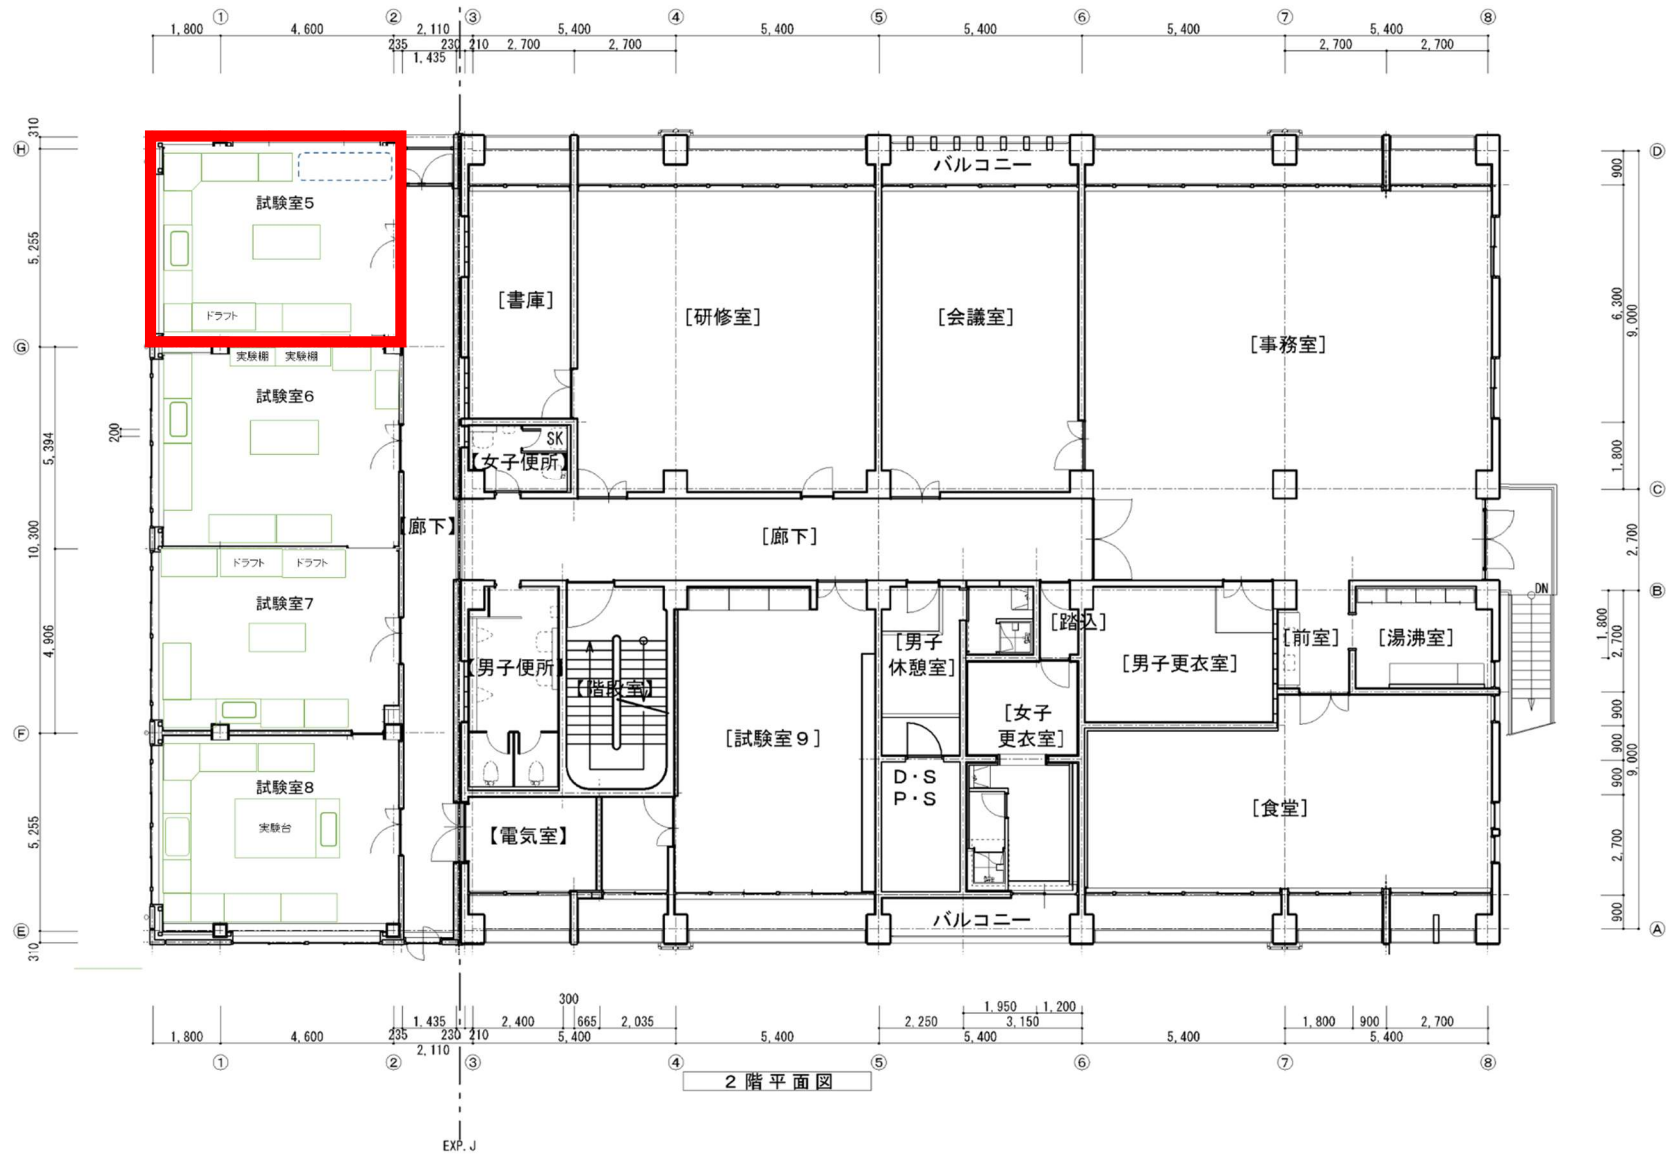 ① ② ③ ④ ⑤ ⑥ ⑦ ⑧
1,800 4,600 2,110 5,400 5,400 5,400 5,400 5,400
235 230 210 2,700 2,700 2,700 2,700
1,435
310
Ⓗ Ⓓ
バルコニー
900
試験室5
5,255
[書庫] [研修室] [会議室] [事務室]
6,300
9,000
ドラフト
Ⓖ
実験棚 実験棚
試験室6
200
5,394
SK
【女子便所】
1,800
Ⓒ
10,300
【廊下】 [廊下]
2,700
ドラフト ドラフト
DN
Ⓑ
試験室7
4,906
[踏込] [前室] [湯沸室]
1,800
2,700
[男子
休憩室]
【男子便所】 【階段室】 [男子更衣室]
900
[女子
更衣室]
Ⓕ
[試験室９]
900
9,000
試験室8
D・S
P・S
900
実験台
【電気室】 [食堂]
5,255
2,700
バルコニー
900
Ⓔ Ⓐ
310
300 1,950 1,200
1,435 2,400 665 2,035 2,250 3,150 1,800 900 2,700
1,800 4,600 235 230 210 5,400 5,400 5,400 5,400 5,400
2,110
① ② ③ ④ ⑤ ⑥ ⑦ ⑧
２階平面図
EXP.J